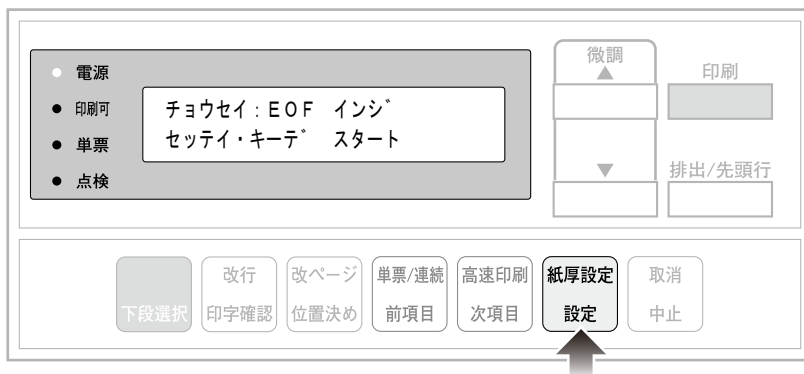 電源
印刷可
単票
点検
チョウセイ:EOF インジ゛
セッテイ・キーデ゛ スタート
微調
▲
▼
印刷
排出/先頭行
下段選択
改行
印字確認
改ページ
位置決め
単票/連続
前項目
高速印刷
次項目
紙厚設定
設定
取消
中止